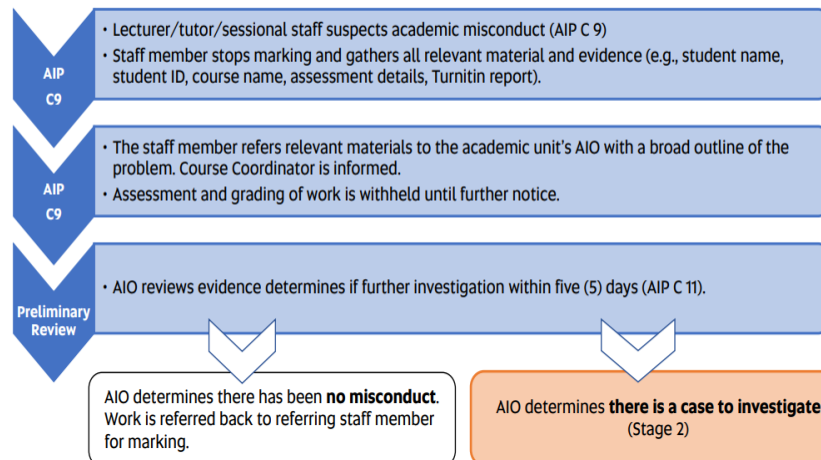 AIP
C9
• Lecturer/tutor/sessional staff suspects academic misconduct (AIP C 9)
• Staff member stops marking and gathers all relevant material and evidence (e.g., student name,
student ID, course name, assessment details, Turnitin report).
AIP
C9
• The staff member refers relevant materials to the academic unit's AIO with a broad outline of the
problem. Course Coordinator is informed.
• Assessment and grading of work is withheld until further notice.
Preliminary
Review
• AIO reviews evidence determines if further investigation within five (5) days (AIP C 11).
AIO determines there has been no misconduct.
Work is referred back to referring staff member
for marking.
AIO determines there is a case to investigate
(Stage 2)